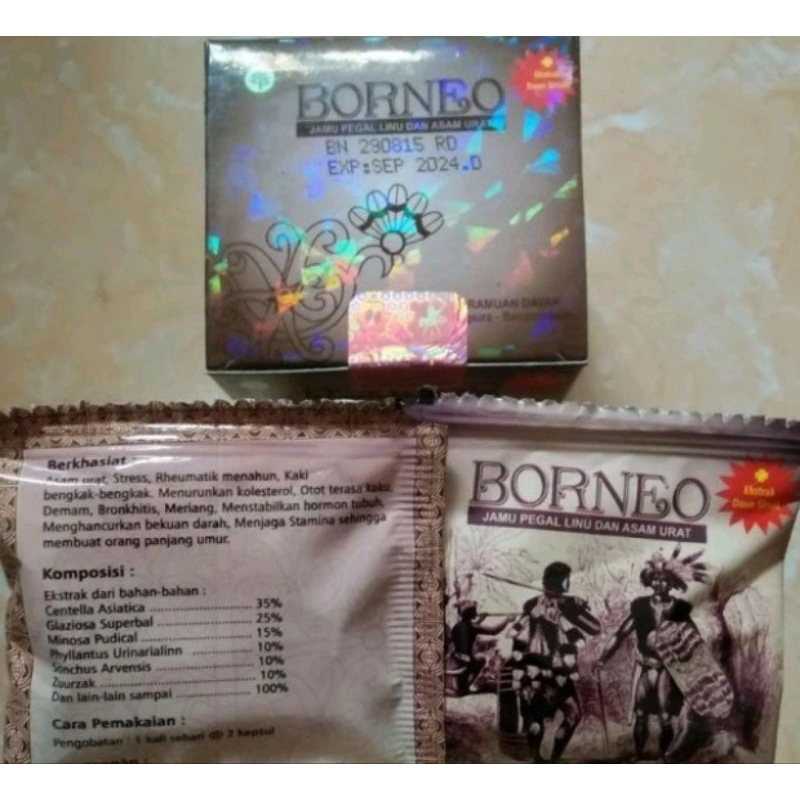 BORNEO
JAMU PEGAL LINU DAN ASAM URAT
Ekstrak
BN 290815 RD
EXP:SEP 2024.D
RAMUAN DAYAK
Berkhasiat :
Asam urat, Stress, Rheumatik menahun, Kaki
bengkak-bengkak. Menurunkan kolesterol, Otot terasa kaku,
Demam, Bronkhitis, Meriang, Menstabilkan hormon tubuh,
Menghancurkan bekuan darah, Menjaga Stamina sehingga
membuat orang panjang umur.
Komposisi :
Ekstrak dari bahan-bahan :
Centella Asiatica ........................ 35%
Glaziosa Superbal ..................... 25%
Minosa Pudical ......................... 15%
Phyllantus Urinarialinn ............ 10%
Sonchus Arvensis ...................... 10%
Zuurzak ................................... 10%
Dan lain-lain sampai ................ 100%
Cara Pemakaian :
Pengobatan : 1 kali sehari @ 2 kapsul
BORNEO
JAMU PEGAL LINU DAN ASAM URAT
Ekstrak
Daun